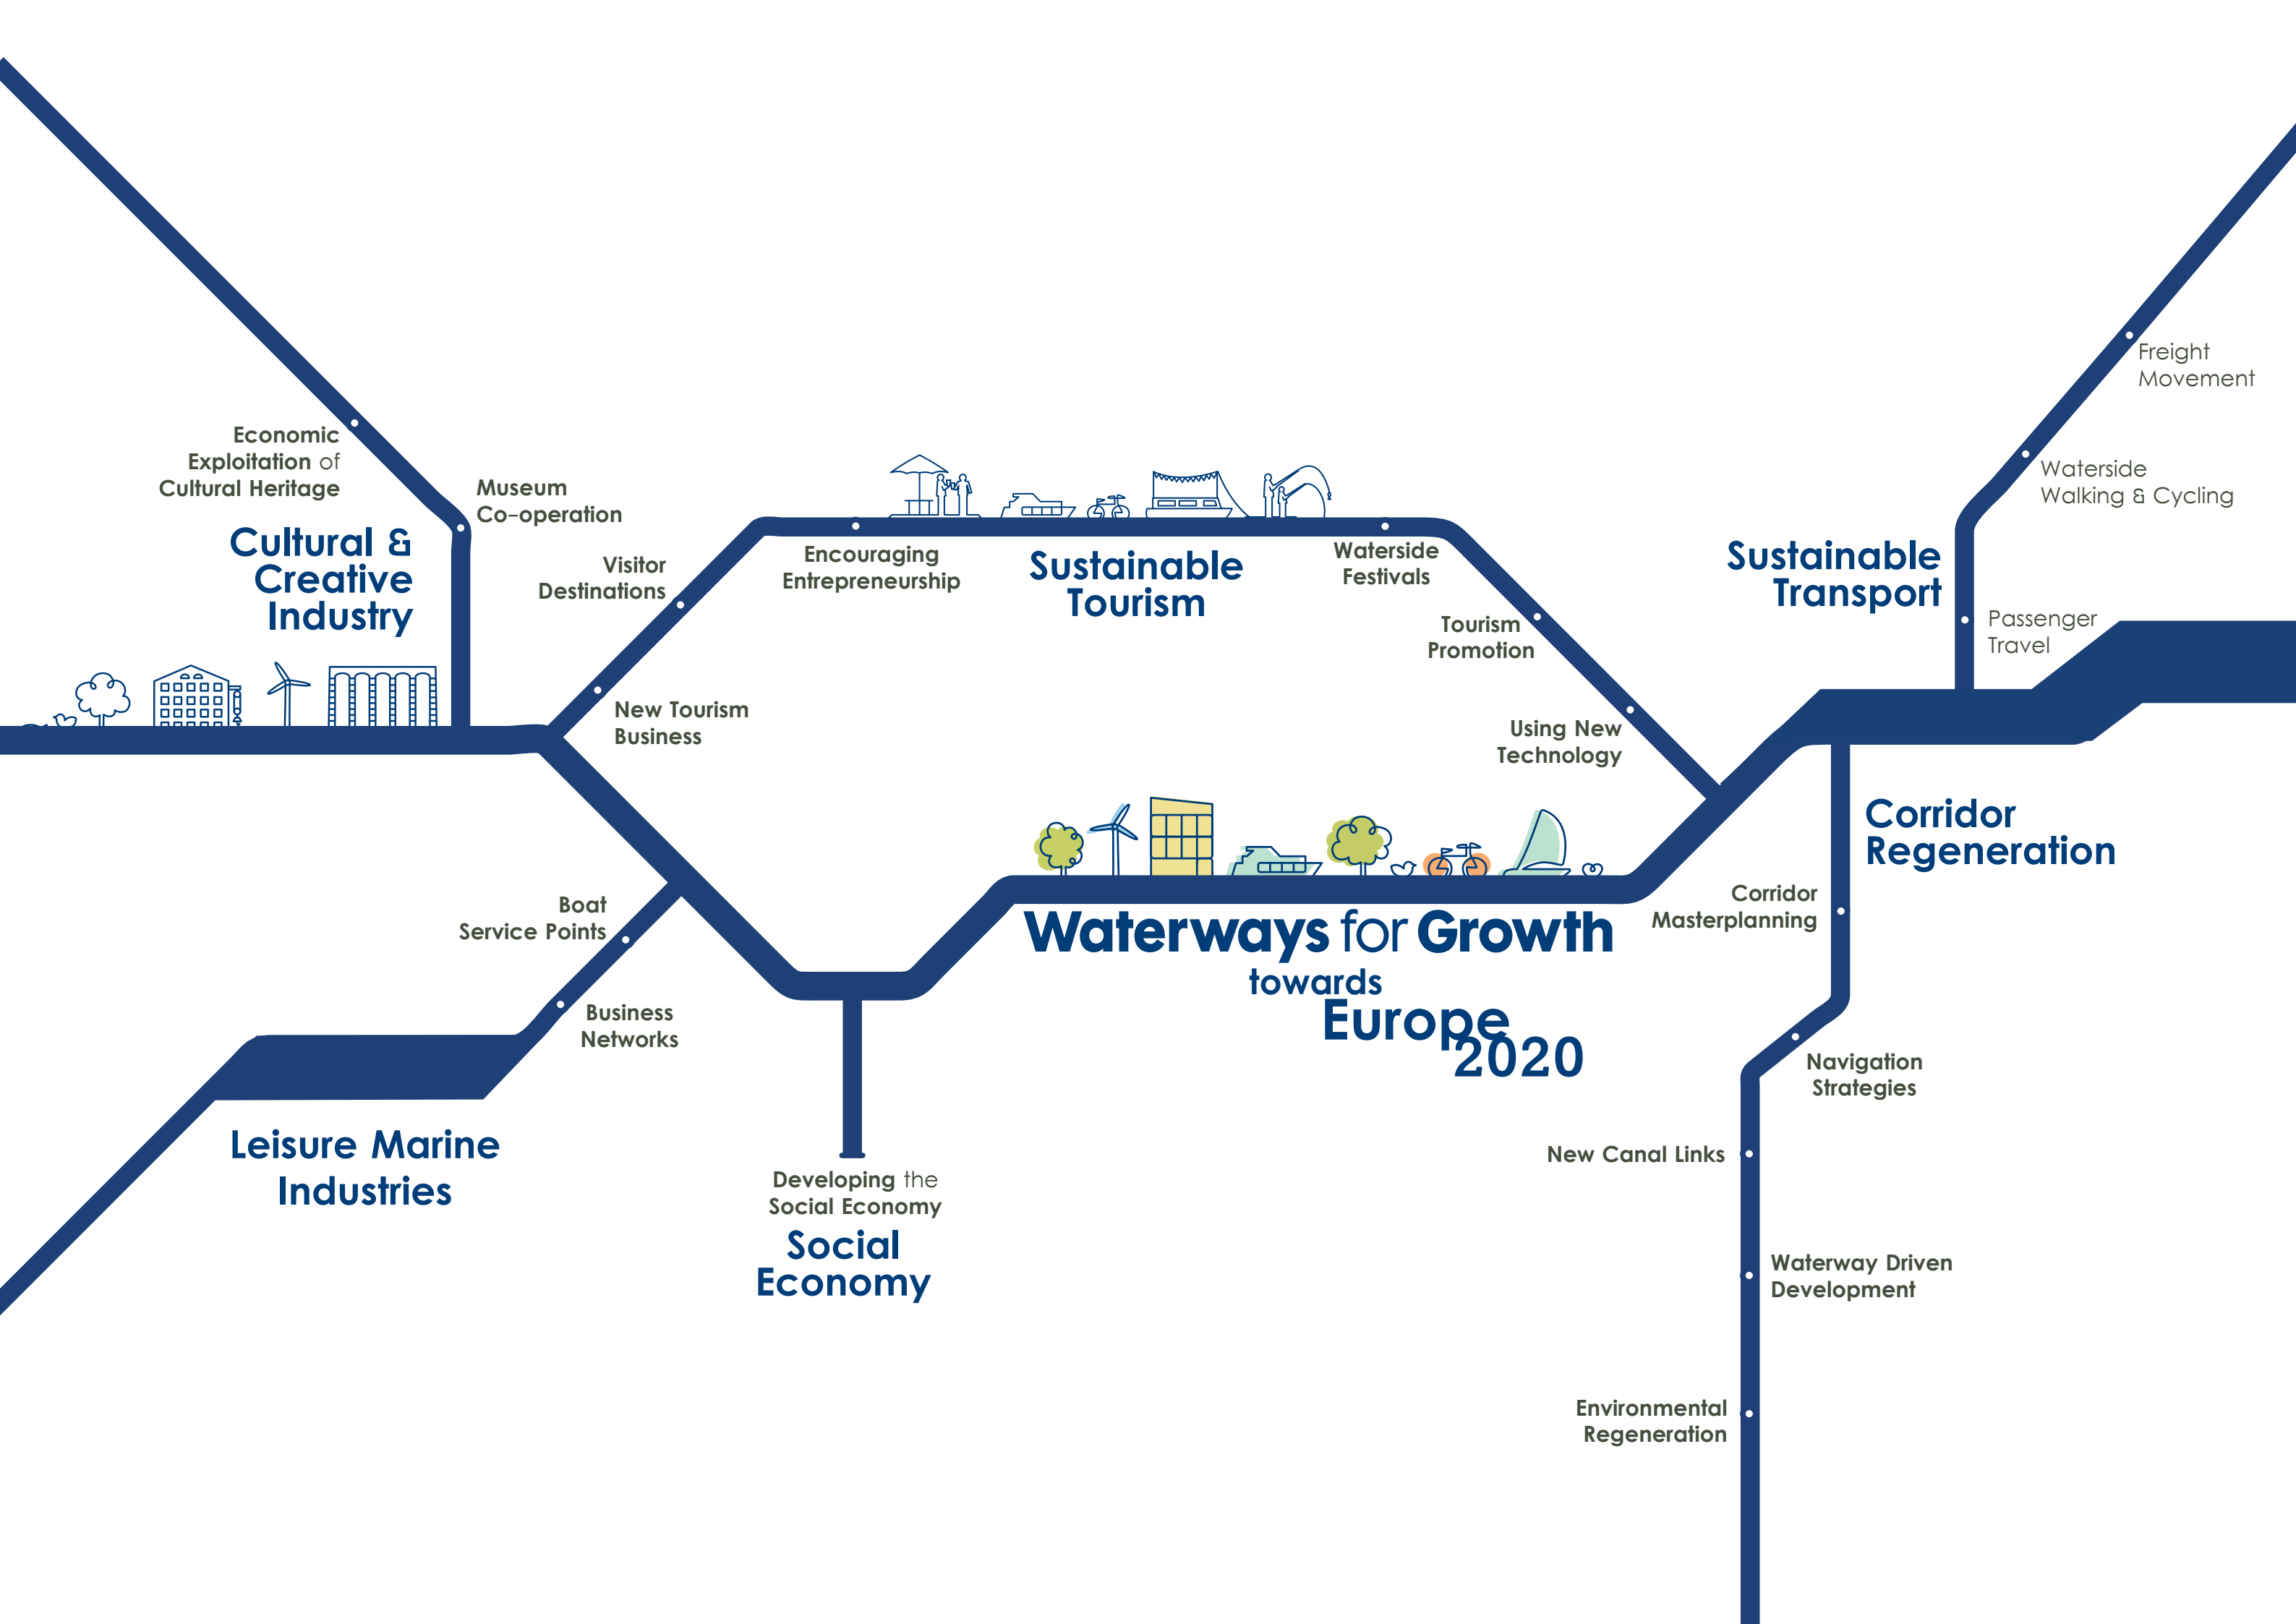 Economic
Exploitation of
Cultural Heritage
Museum
Co-operation
Cultural &
Creative
Industry
Visitor
Destinations
New Tourism
Business
Encouraging
Entrepreneurship
Sustainable
Tourism
Waterside
Festivals
Tourism
Promotion
Using New
Technology
Freight
Movement
Waterside
Walking & Cycling
Sustainable
Transport
Passenger
Travel
Corridor
Regeneration
Corridor
Masterplanning
Navigation
Strategies
New Canal Links
Waterway Driven
Development
Environmental
Regeneration
Waterways for Growth
towards
Europe
2020
Boat
Service Points
Business
Networks
Leisure Marine
Industries
Developing the
Social Economy
Social
Economy